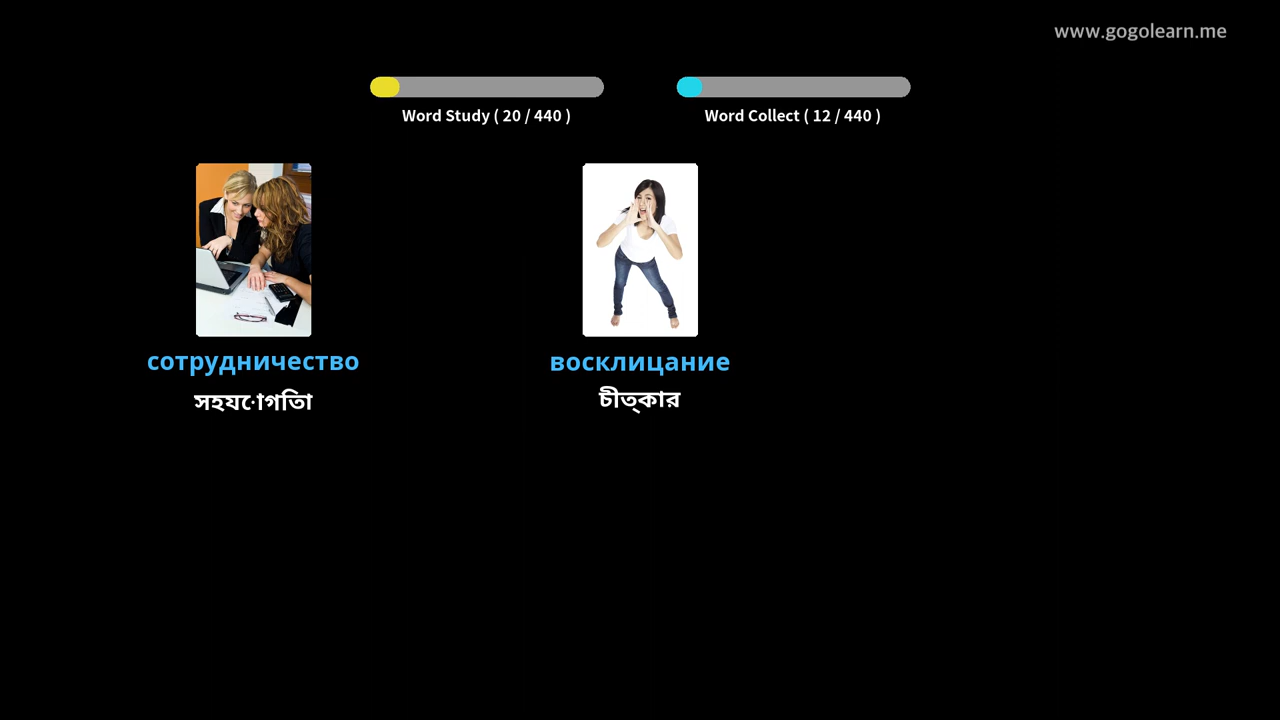 www.gogolearn.me
Word Study ( 20 / 440 )
Word Collect ( 12 / 440 )
сотрудничество
восклицание
সহযোগিতা
চীত্কার